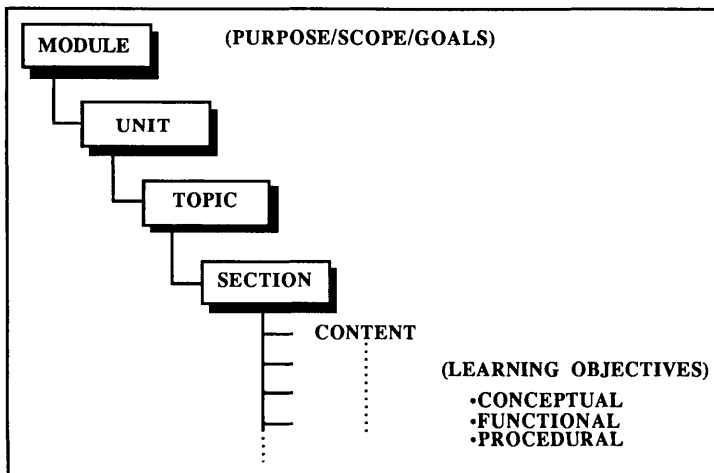 MODULE
(PURPOSE/SCOPE/GOALS)
UNIT
TOPIC
SECTION
CONTENT
(LEARNING OBJECTIVES)
•CONCEPTUAL
•FUNCTIONAL
•PROCEDURAL